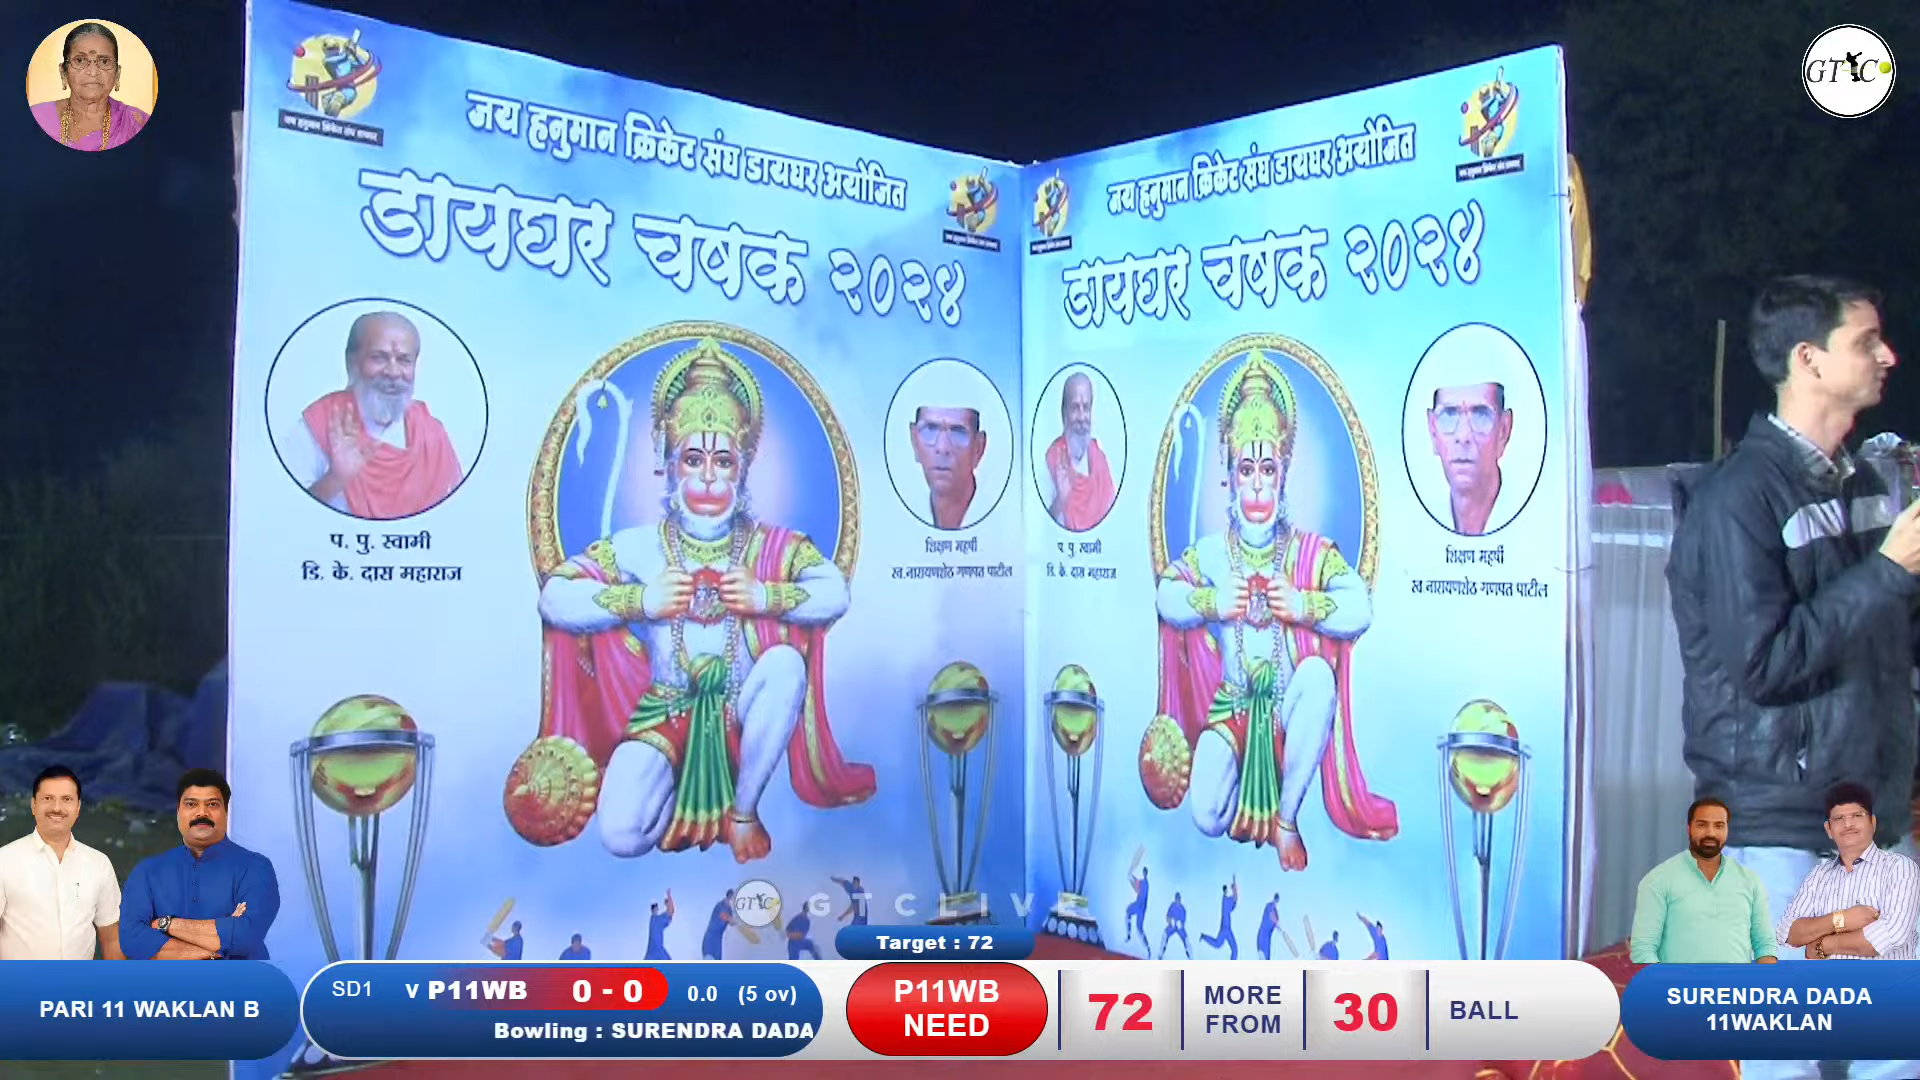 GTC
जय हनुमान क्रिकेट संघ डायघर अयोजित
डायघर चषक २०२४
प. पु. स्वामी
डि. के. दास महाराज
शिक्षण महर्षी
स्व.नारायणशेठ गणपत पाटील
जय हनुमान क्रिकेट संघ डायघर अयोजित
डायघर चषक २०२४
प. पु. स्वामी
डि. के. दास महाराज
शिक्षण महर्षी
स्व.नारायणशेठ गणपत पाटील
GTC GTCLIVE
Target : 72
PARI 11 WAKLAN B
SD1 v P11WB 0 - 0 0.0 (5 ov)
Bowling : SURENDRA DADA
P11WB
NEED
72
MORE
FROM
30
BALL
SURENDRA DADA
11WAKLAN